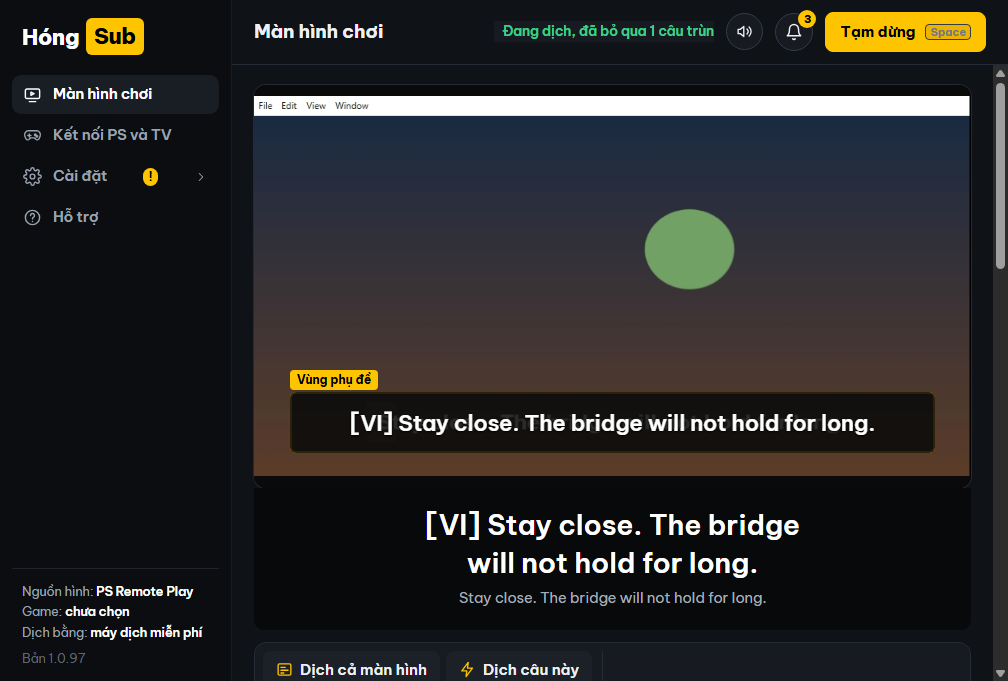 Hóng Sub
Màn hình chơi
Kết nối PS và TV
Cài đặt !
Hỗ trợ
Nguồn hình: PS Remote Play
Game: chưa chọn
Dịch bằng: máy dịch miễn phí
Bản 1.0.97
Màn hình chơi
Đang dịch, đã bỏ qua 1 câu trùn
3
Tạm dừng Space
File Edit View Window
Vùng phụ đề
[VI] Stay close. The bridge will not hold for long.
[VI] Stay close. The bridge
will not hold for long.
Stay close. The bridge will not hold for long.
Dịch cả màn hình
Dịch câu này